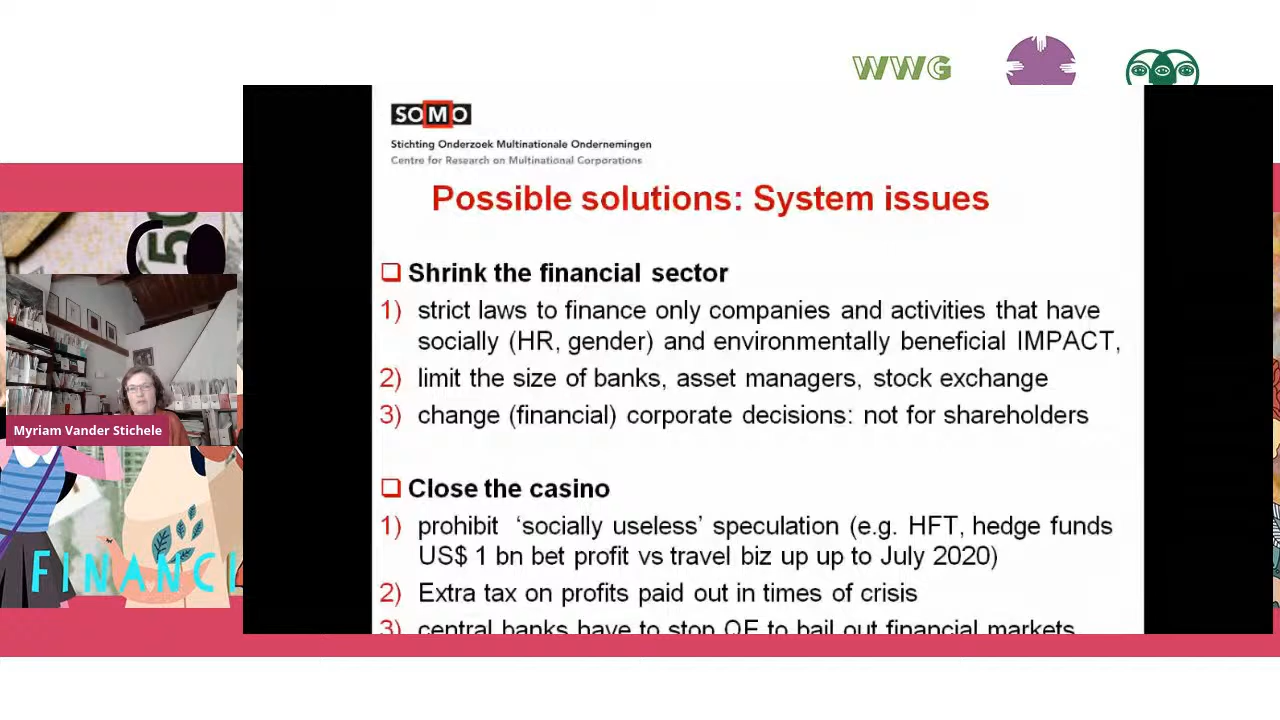 WWG
SOMO
Stichting Onderzoek Multinationale Ondernemingen
Centre for Research on Multinational Corporations
Possible solutions: System issues
Shrink the financial sector
1) strict laws to finance only companies and activities that have
socially (HR, gender) and environmentally beneficial IMPACT,
2) limit the size of banks, asset managers, stock exchange
3) change (financial) corporate decisions: not for shareholders
Close the casino
1) prohibit ‘socially useless’ speculation (e.g. HFT, hedge funds
US$ 1 bn bet profit vs travel biz up up to July 2020)
2) Extra tax on profits paid out in times of crisis
3) central banks have to stop QE to bail out financial markets
50
Myriam Vander Stichele
FINANCI